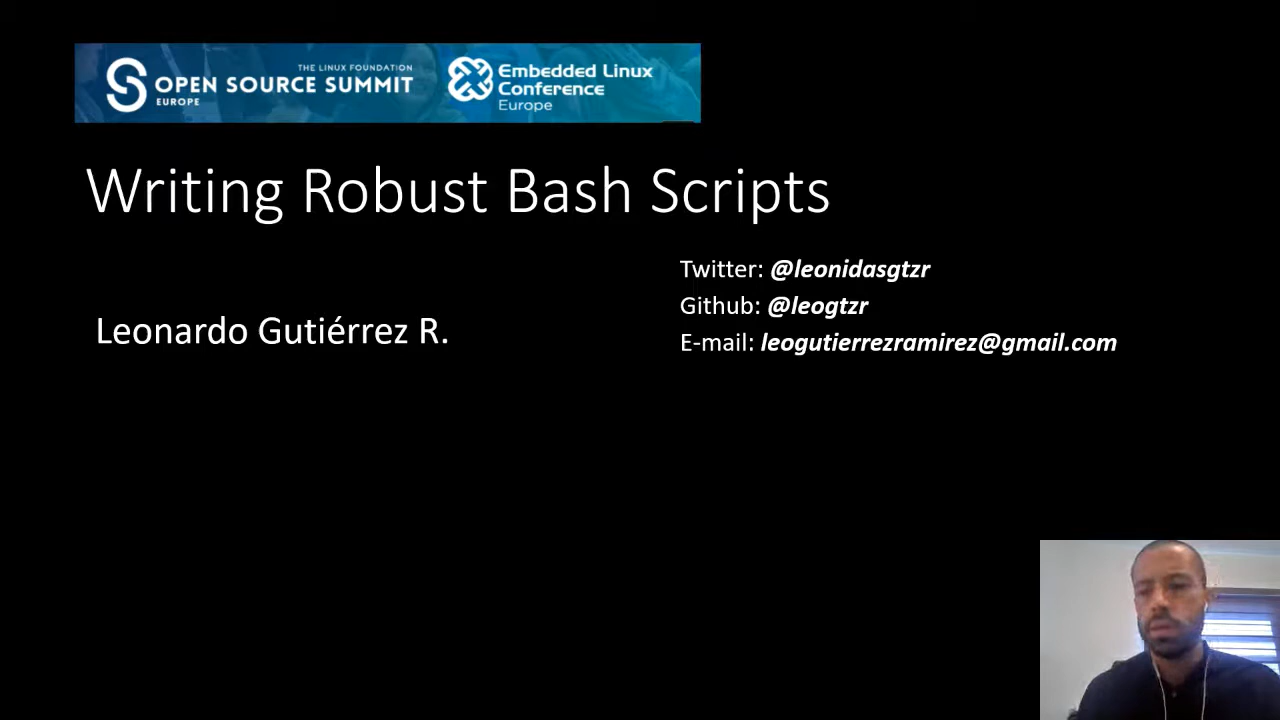 THE LINUX FOUNDATION
OPEN SOURCE SUMMIT
EUROPE
Embedded Linux
Conference
Europe
Writing Robust Bash Scripts
Leonardo Gutiérrez R.
Twitter: @leonidasgtzr
Github: @leogtzr
E-mail: leogutierrezramirez@gmail.com